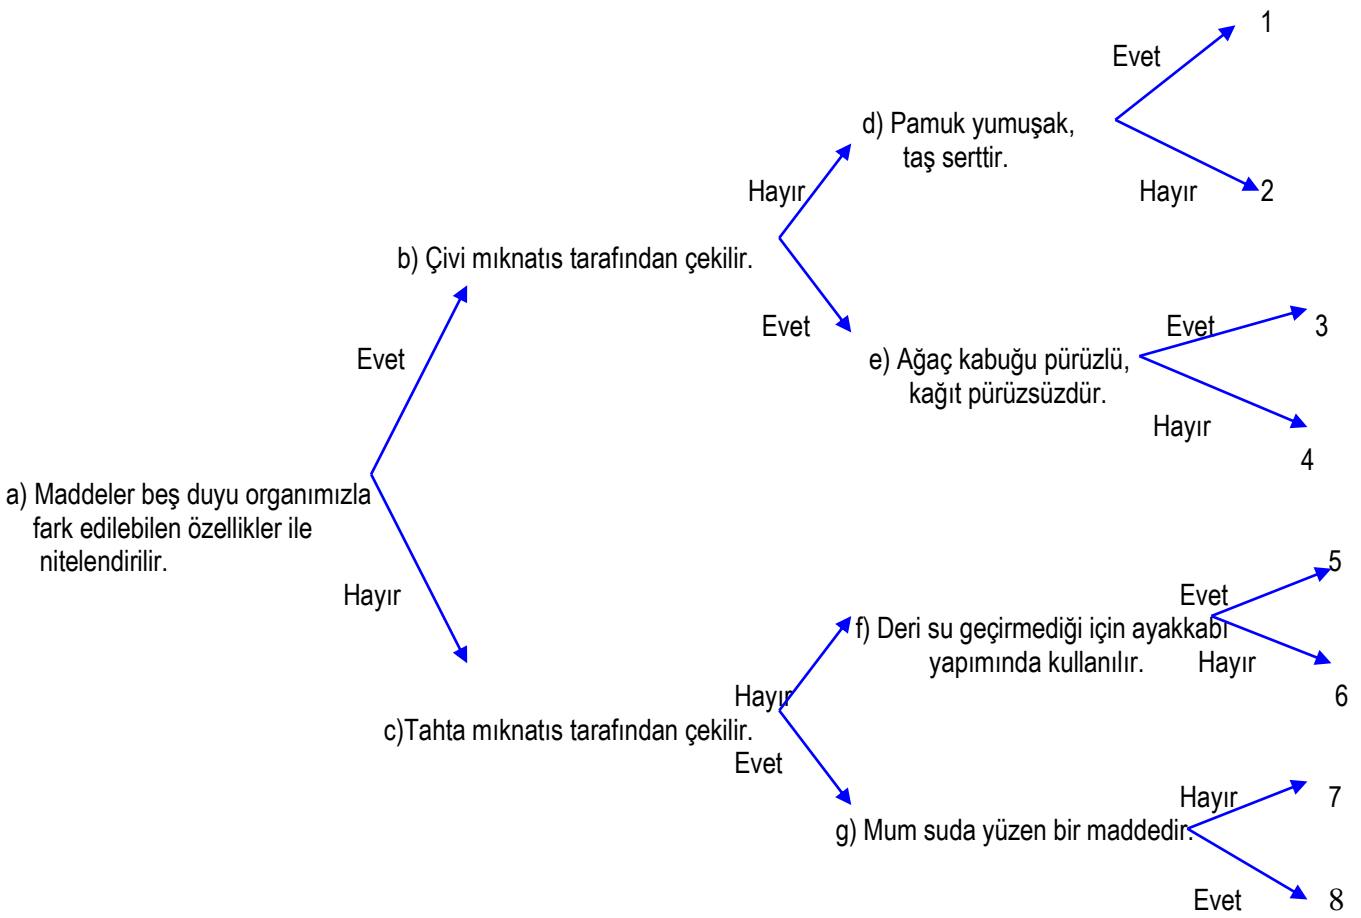 1
Evet
d) Pamuk yumuşak,
taş serttir.
Hayır
Hayır
2
b) Çivi mıknatıs tarafından çekilir.
Evet
Evet
3
Evet
e) Ağaç kabuğu pürüzlü,
kağıt pürüzsüzdür.
Hayır
4
a) Maddeler beş duyu organımızla
fark edilebilen özellikler ile
nitelendirilir.
5
Hayır
Evet
f) Deri su geçirmediği için ayakkabı
yapımında kullanılır.
Hayır
Hayır
6
c)Tahta mıknatıs tarafından çekilir.
Evet
Hayır
7
g) Mum suda yüzen bir maddedir.
Evet
8